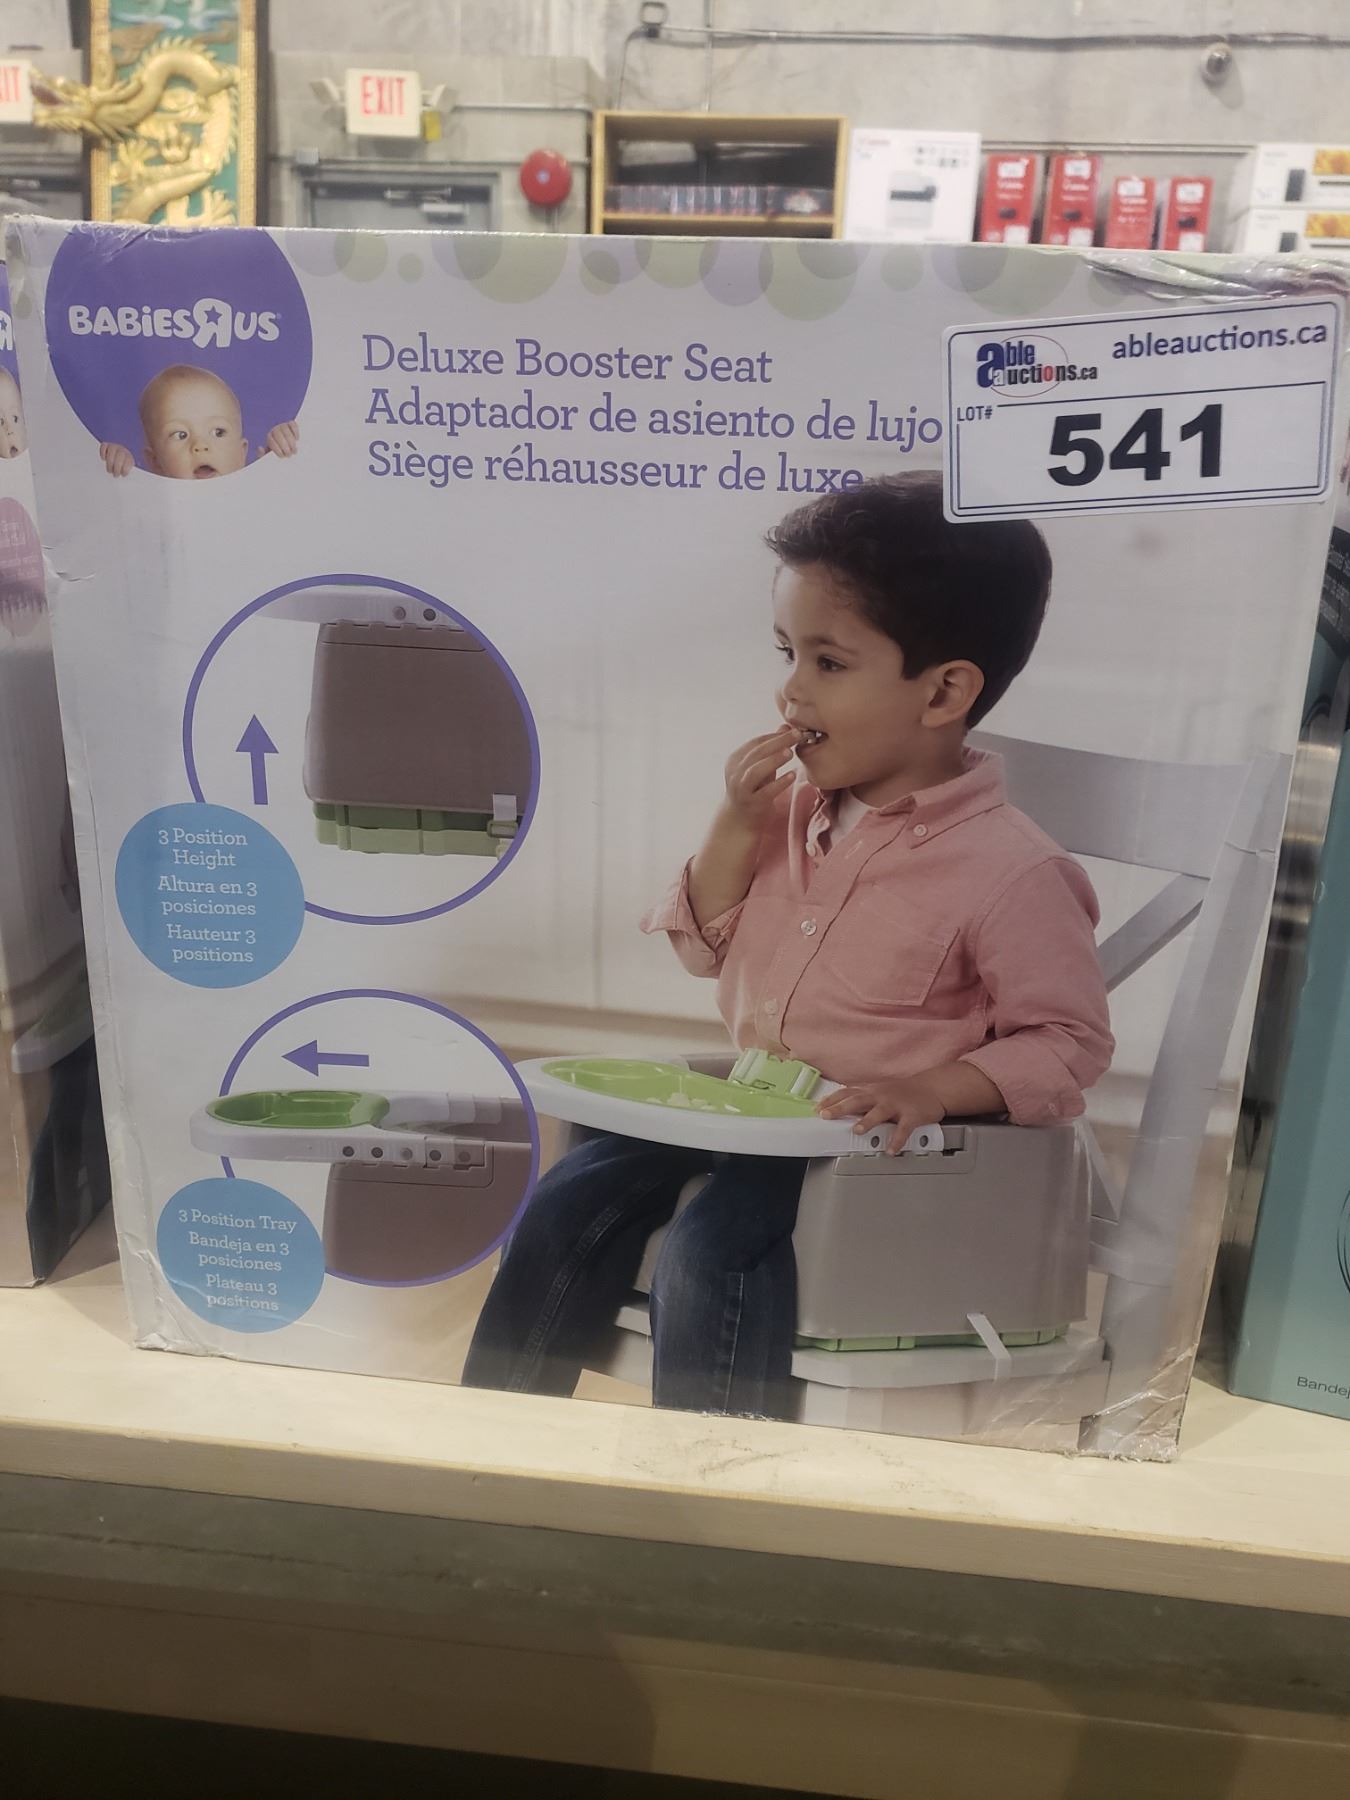 EXIT
BABIESRUS
Deluxe Booster Seat
Adaptador de asiento de lujo
Siège réhausseur de luxe
able auctions.ca
ableauctions.ca
LOT#
541
3 Position
Height
Altura en 3
posiciones
Hauteur 3
positions
3 Position Tray
Bandeja en 3
posiciones
Plateau 3
positions